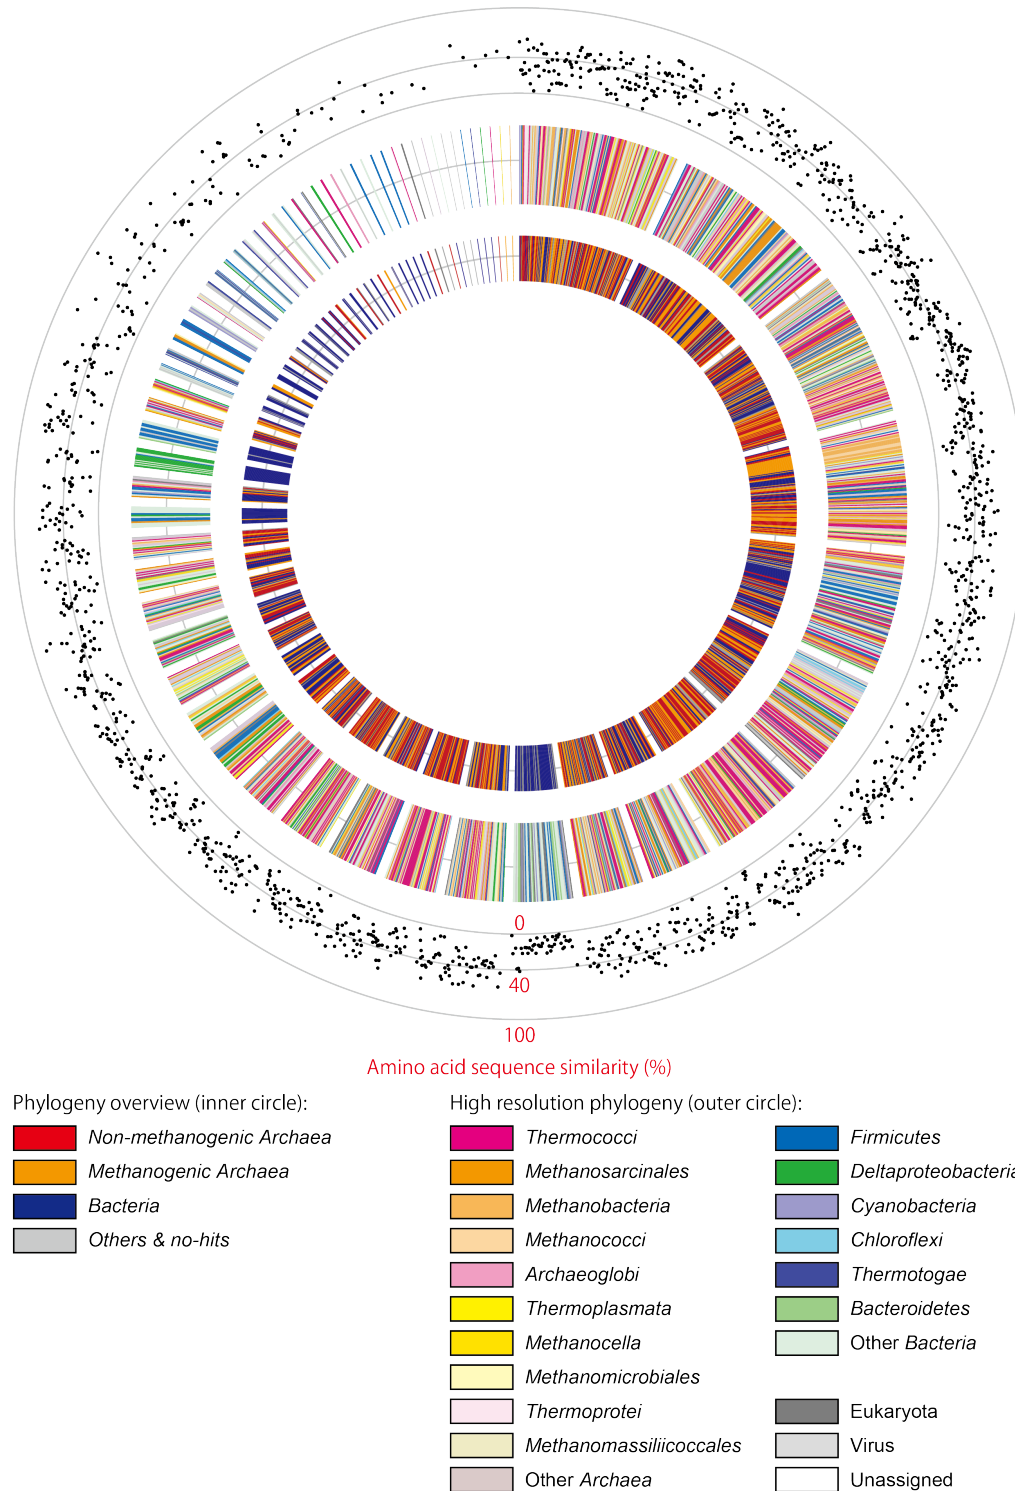 0
40
100
Amino acid sequence similarity (%)
Phylogeny overview (inner circle):
Non-methanogenic Archaea
Methanogenic Archaea
Bacteria
Others & no-hits
High resolution phylogeny (outer circle):
Thermococci
Methanosarcinales
Methanobacteria
Methanococci
Archaeoglobi
Thermoplasmata
Methanocella
Methanomicrobiales
Thermoprotei
Methanomassiliicoccales
Other Archaea
Firmicutes
Deltaproteobacteria
Cyanobacteria
Chloroflexi
Thermotogae
Bacteroidetes
Other Bacteria
Eukaryota
Virus
Unassigned